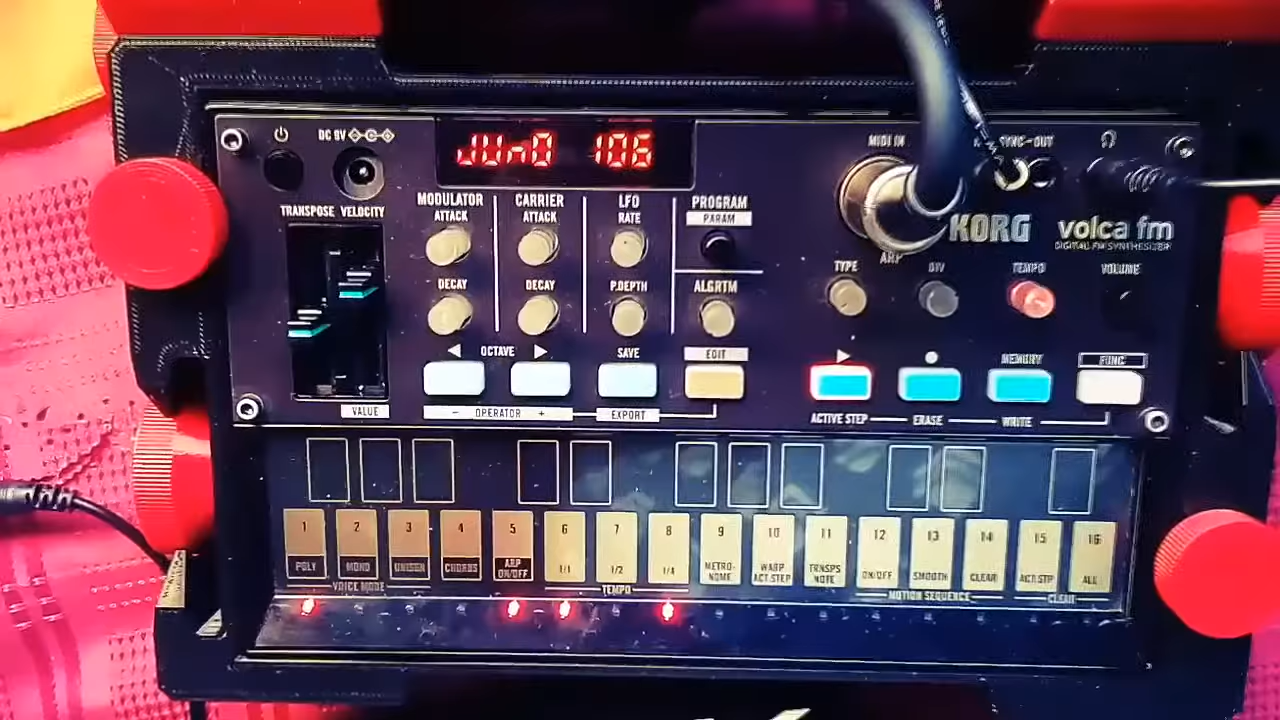 DC 9V
JUNO 106
MIDI IN
SYNC-OUT
TRANSPOSE VELOCITY
MODULATOR
CARRIER
LFO
PROGRAM
ATTACK
ATTACK
RATE
PARAM
KORG
volca fm
DIGITAL FM SYNTHESIZER
ARP
TYPE
DIV
TEMPO
VOLUME
DECAY
DECAY
P.DEPTH
ALGRTM
OCTAVE
SAVE
EDIT
MEMORY
FUNC
VALUE
- OPERATOR +
EXPORT
ACTIVE STEP
ERASE
WRITE
1 2 3 4 5 6 7 8 9 10 11 12 13 14 15 16
POLY
MONO
UNISON
CHORDS
ARP ON/OFF
1/1
1/2
1/4
METRO-NOME
WARP ACT.STEP
TRNSPS NOTE
ON/OFF
SMOOTH
CLEAR
ACT.STP
ALL
VOICE MODE
TEMPO
MOTION SEQUENCE
CLEAR